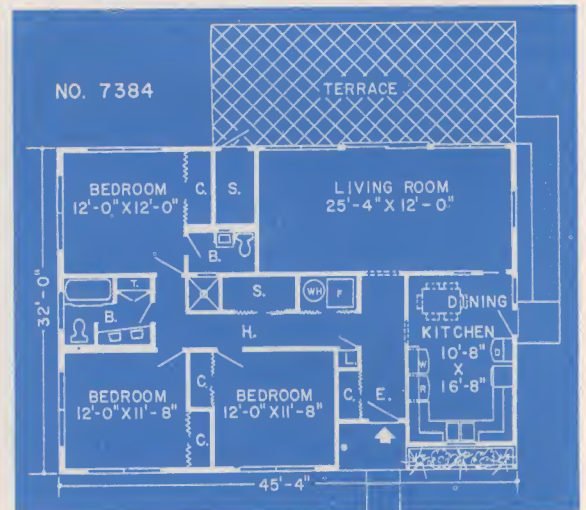 NO. 7384
TERRACE
BEDROOM
12'-0" X 12'-0"
C.
S.
LIVING ROOM
25'-4" X 12'-0"
B.
T.
B.
S.
WH
F
DINING
32'-0"
H.
KITCHEN
10'-8"
X
16'-8"
W
D
R
BEDROOM
12'-0" X 11'-8"
C.
C.
BEDROOM
12'-0" X 11'-8"
C.
E.
45'-4"